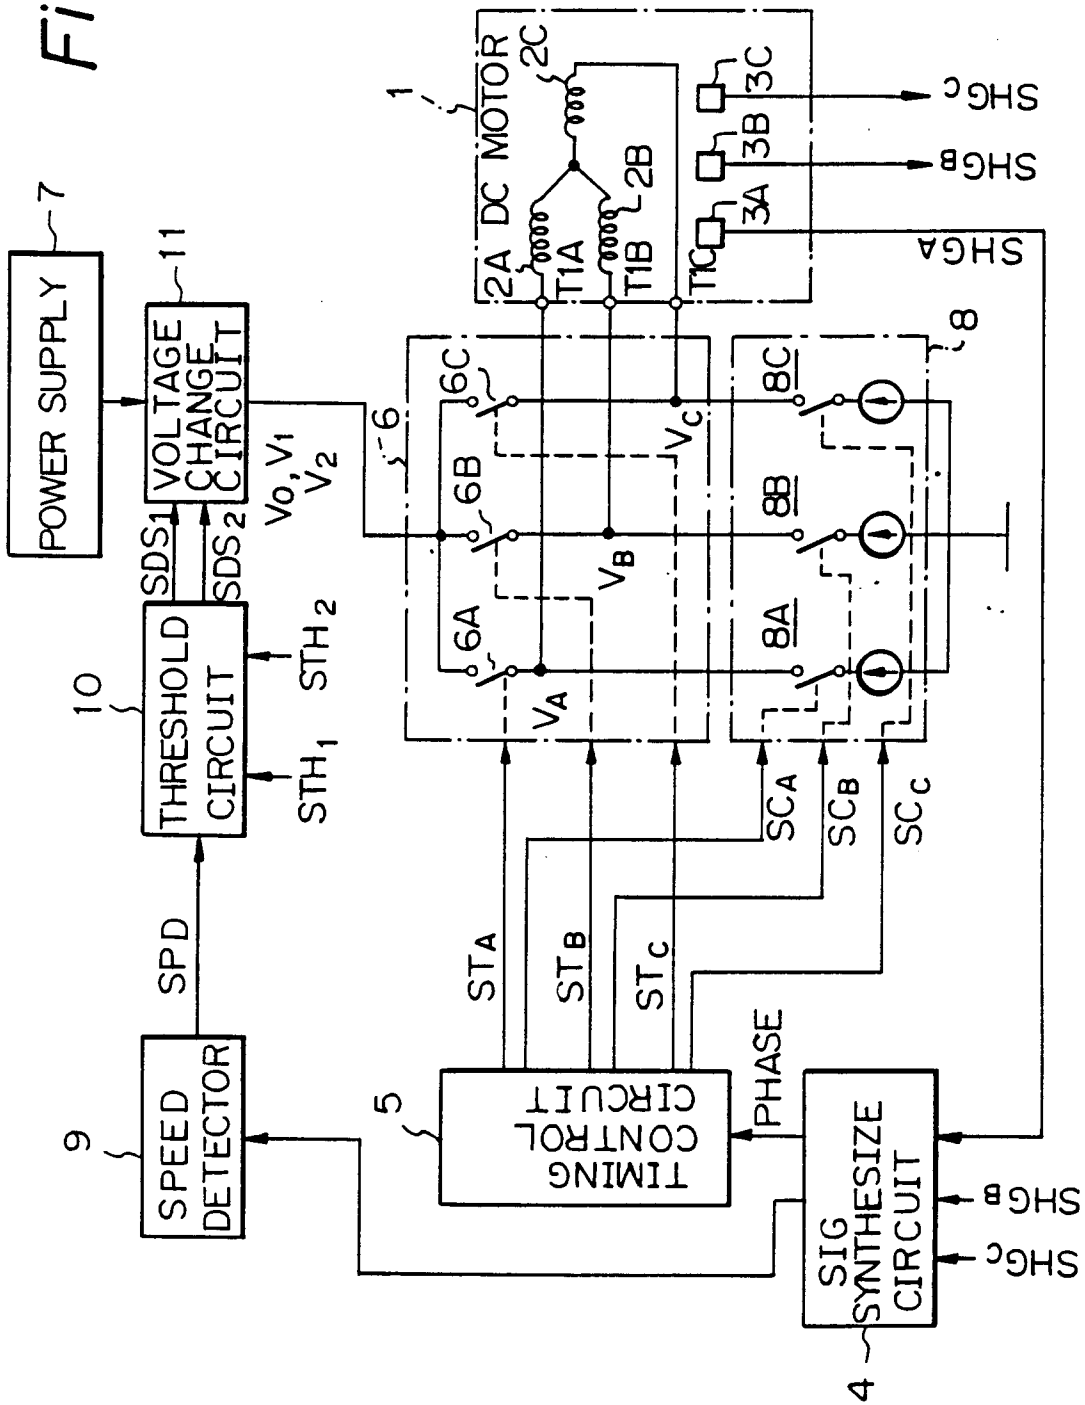 Fi
POWER SUPPLY
7
VOLTAGE
CHANGE
CIRCUIT
11
SDS1
SDS2
V0, V1
V2
THRESHOLD
CIRCUIT
10
STH1
STH2
SPD
SPEED
DETECTOR
9
1
DC MOTOR
2A
2B
2C
T1A
T1B
T1C
3A
3B
3C
SHGA
SHGB
SHGC
6
6A
6B
6C
VA
VB
VC
8
8A
8B
8C
STA
STB
STC
SCA
SCB
SCC
TIMING
CONTROL
CIRCUIT
5
PHASE
SIG
SYNTHESIZE
CIRCUIT
4
SHGB
SHGC